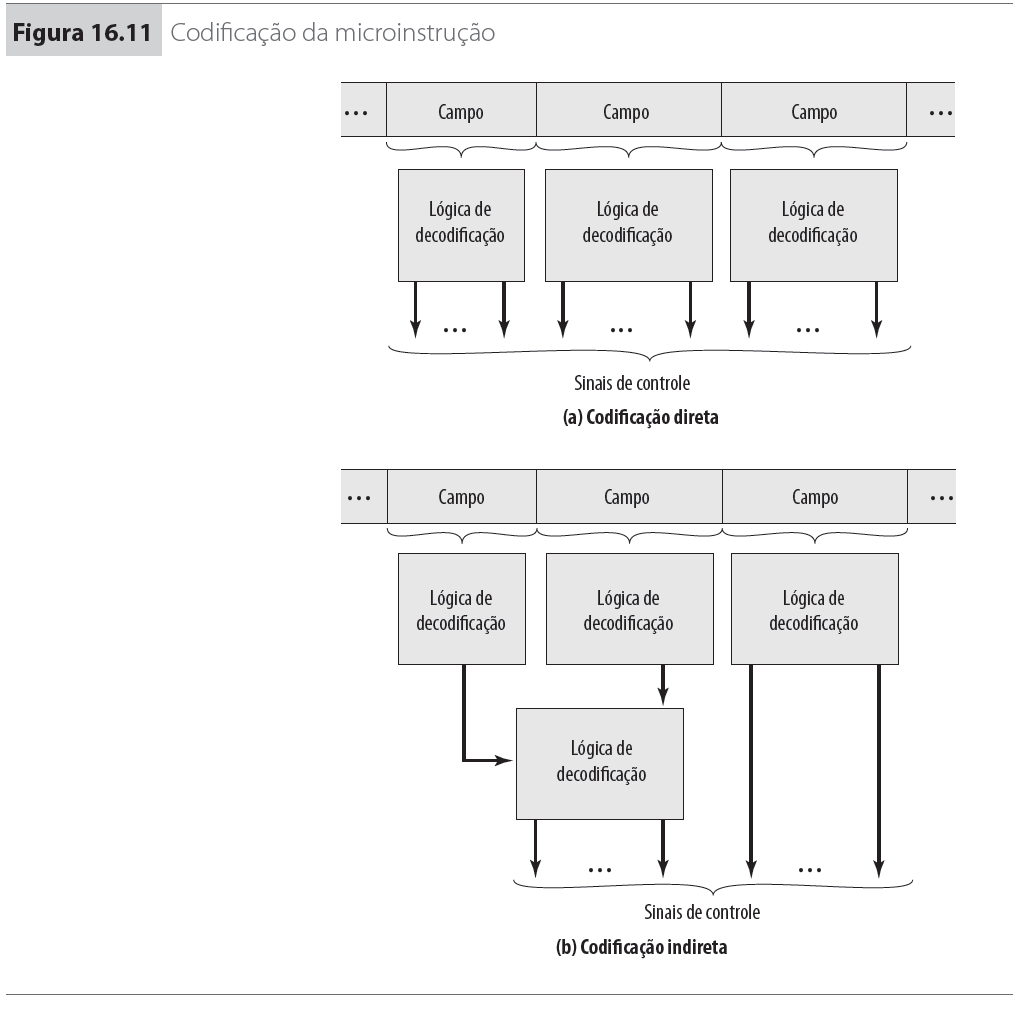 Figura 16.11 Codificação da microinstrução
... Campo Campo Campo ...
Lógica de decodificação
Lógica de decodificação
Lógica de decodificação
... ... ...
Sinais de controle
(a) Codificação direta
... Campo Campo Campo ...
Lógica de decodificação
Lógica de decodificação
Lógica de decodificação
Lógica de decodificação
... ...
Sinais de controle
(b) Codificação indireta